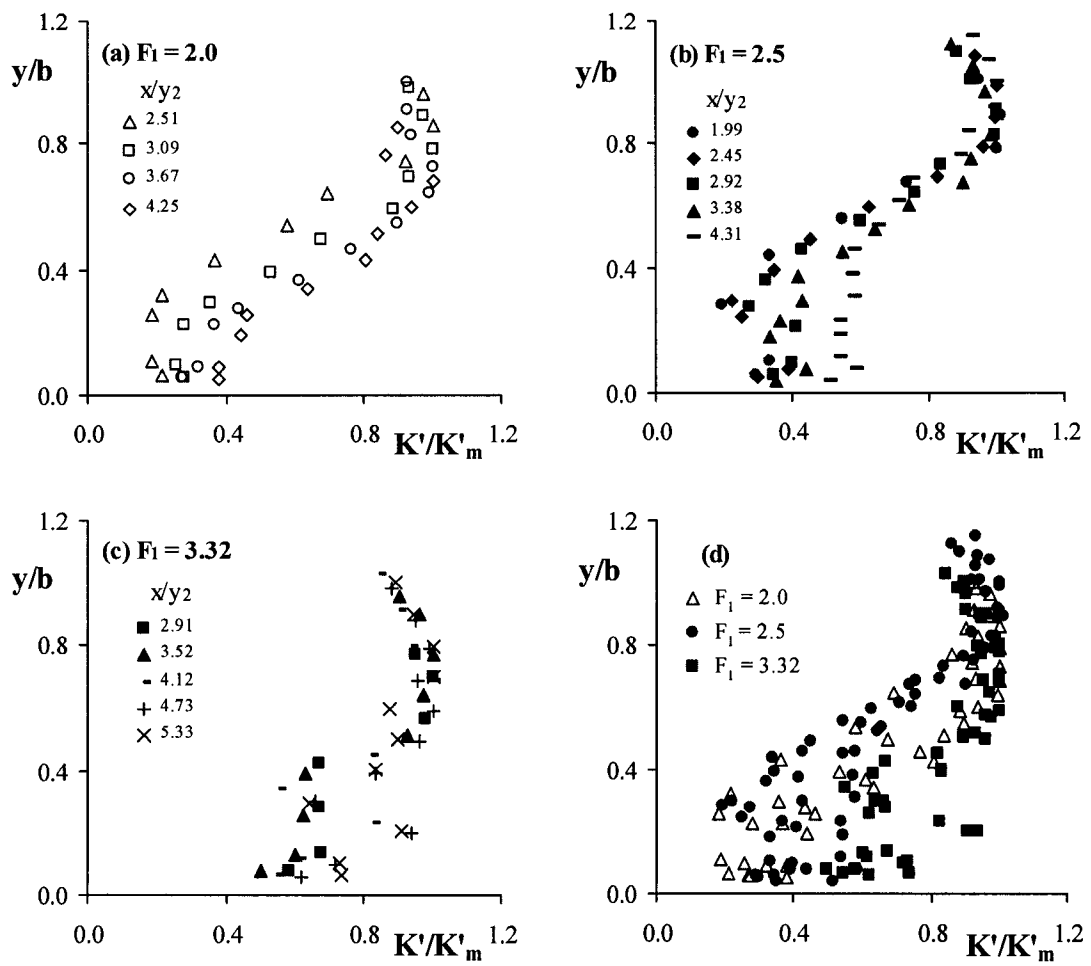 1.2
(a) F1 = 2.0
y/b
x/y2
0.8
2.51
3.09
3.67
4.25
0.4
0.0
0.0 0.4 0.8 1.2
K'/K'm
1.2
(b) F1 = 2.5
y/b
x/y2
0.8
1.99
2.45
2.92
3.38
4.31
0.4
0.0
0.0 0.4 0.8 1.2
K'/K'm
1.2
(c) F1 = 3.32
y/b
x/y2
0.8
2.91
3.52
4.12
4.73
5.33
0.4
0.0
0.0 0.4 0.8 1.2
K'/K'm
1.2
(d)
y/b
F1 = 2.0
0.8
F1 = 2.5
F1 = 3.32
0.4
0.0
0.0 0.4 0.8 1.2
K'/K'm